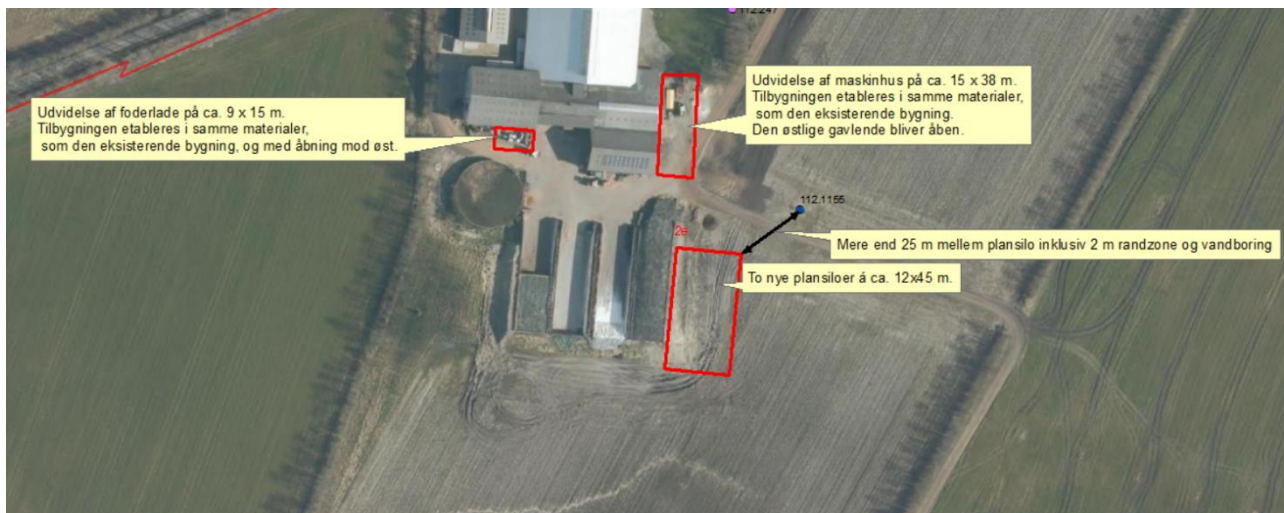 112.247
Udvidelse af maskinhus på ca. 15 x 38 m.
Tilbygningen etableres i samme materialer,
som den eksisterende bygning.
Den østlige gavlende bliver åben.
Udvidelse af foderlade på ca. 9 x 15 m.
Tilbygningen etableres i samme materialer,
som den eksisterende bygning, og med åbning mod øst.
112.1155
2e
Mere end 25 m mellem plansilo inklusiv 2 m randzone og vandboring
To nye plansiloer á ca. 12x45 m.